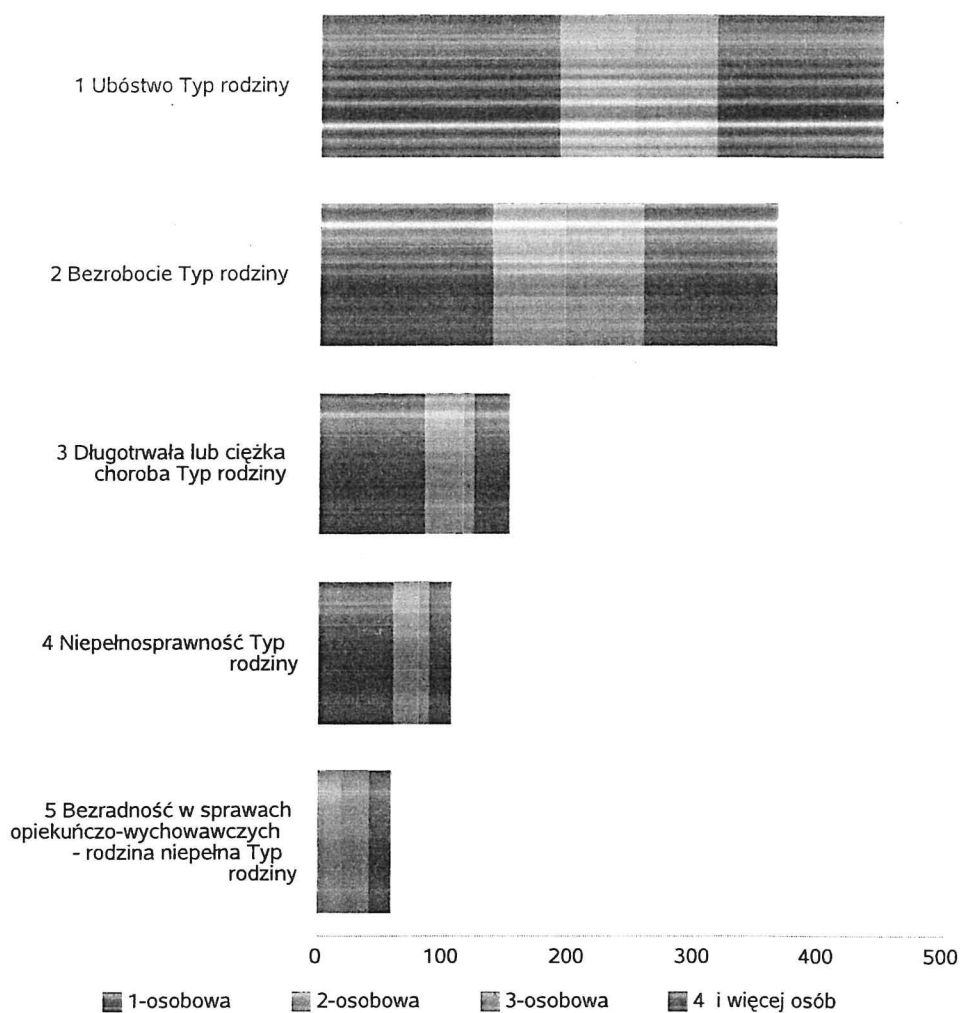 1 Ubóstwo Typ rodziny
2 Bezrobocie Typ rodziny
3 Długotrwała lub ciężka
choroba Typ rodziny
4 Niepełnosprawność Typ
rodziny
5 Bezradność w sprawach
opiekuńczo-wychowawczych
- rodzina niepełna Typ
rodziny
0 100 200 300 400 500
1-osobowa 2-osobowa 3-osobowa 4 i więcej osób